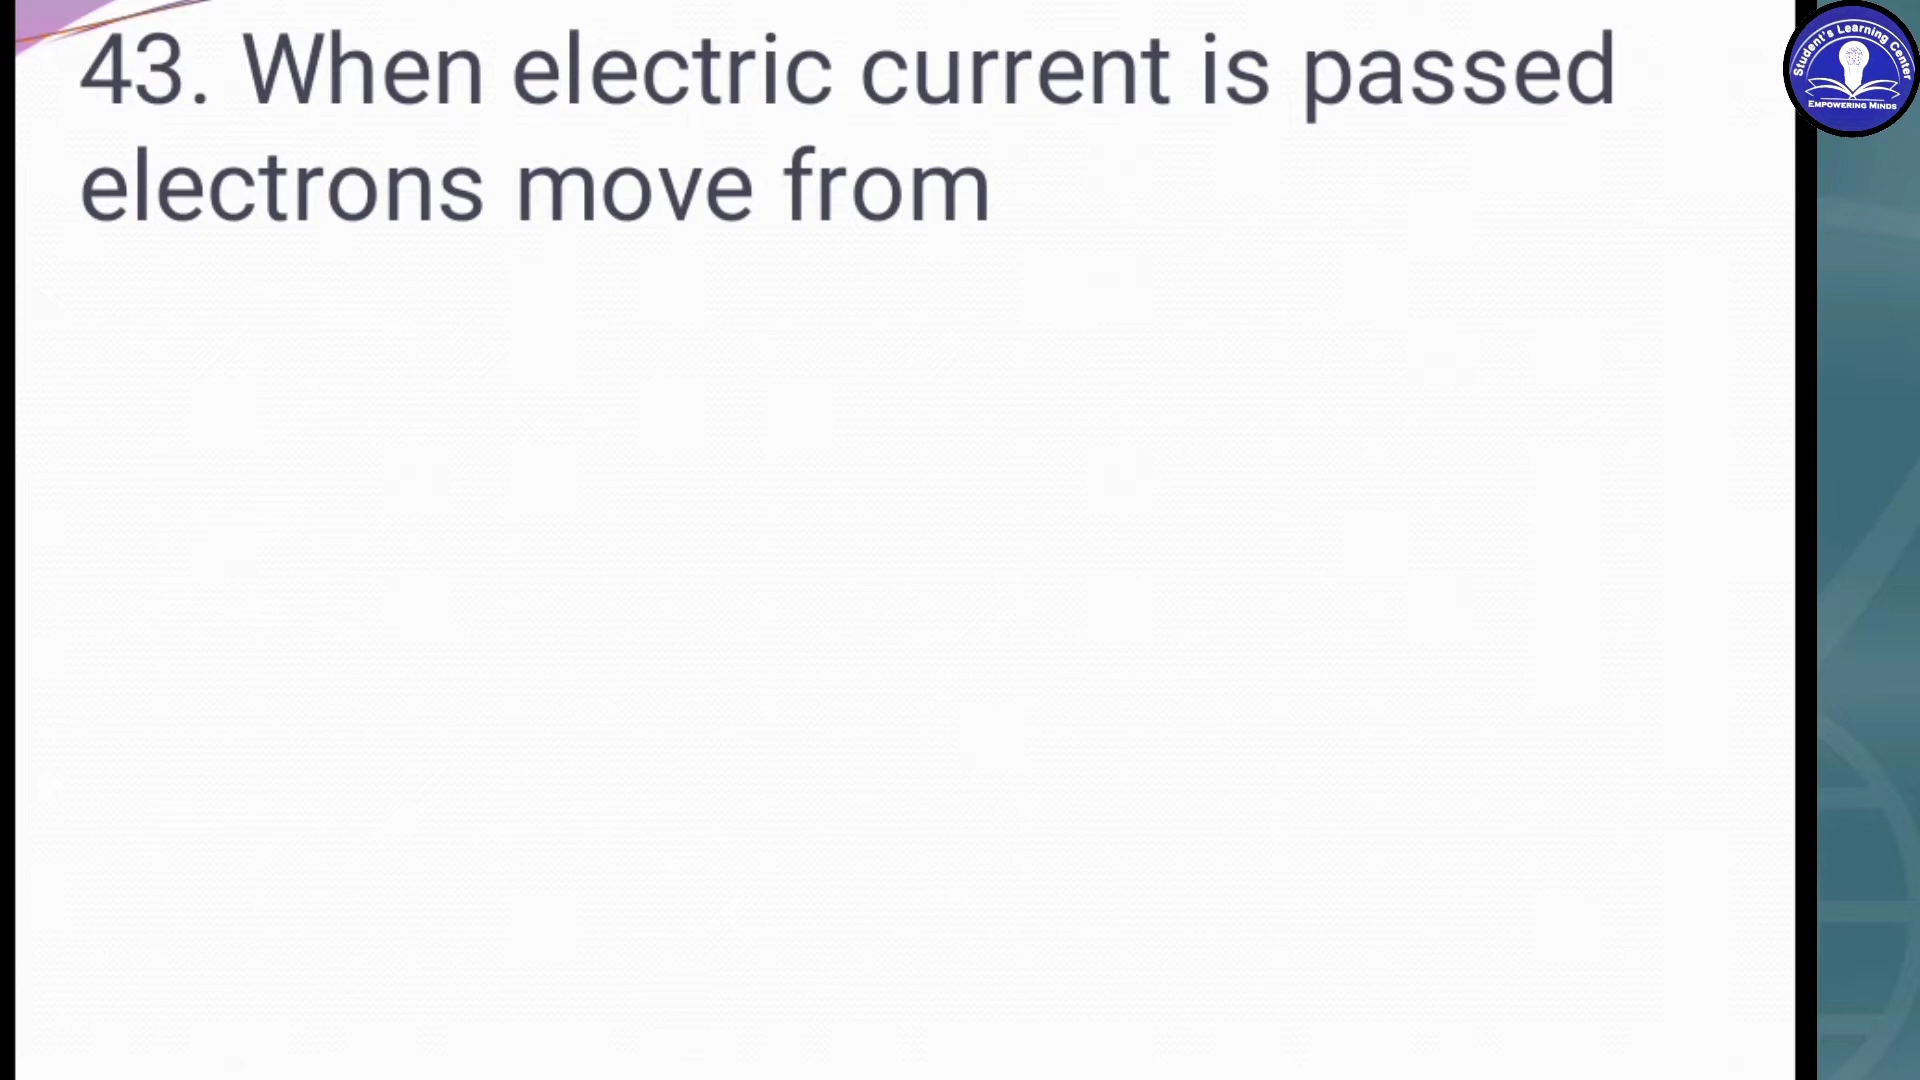 43. When electric current is passed
electrons move from
Student's Learning Center
EMPOWERING MINDS